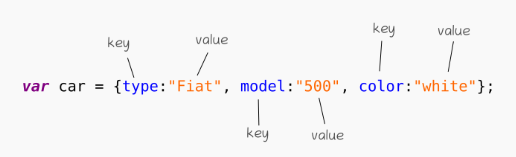 key value key value
var car = {type:"Fiat", model:"500", color:"white"};
key value